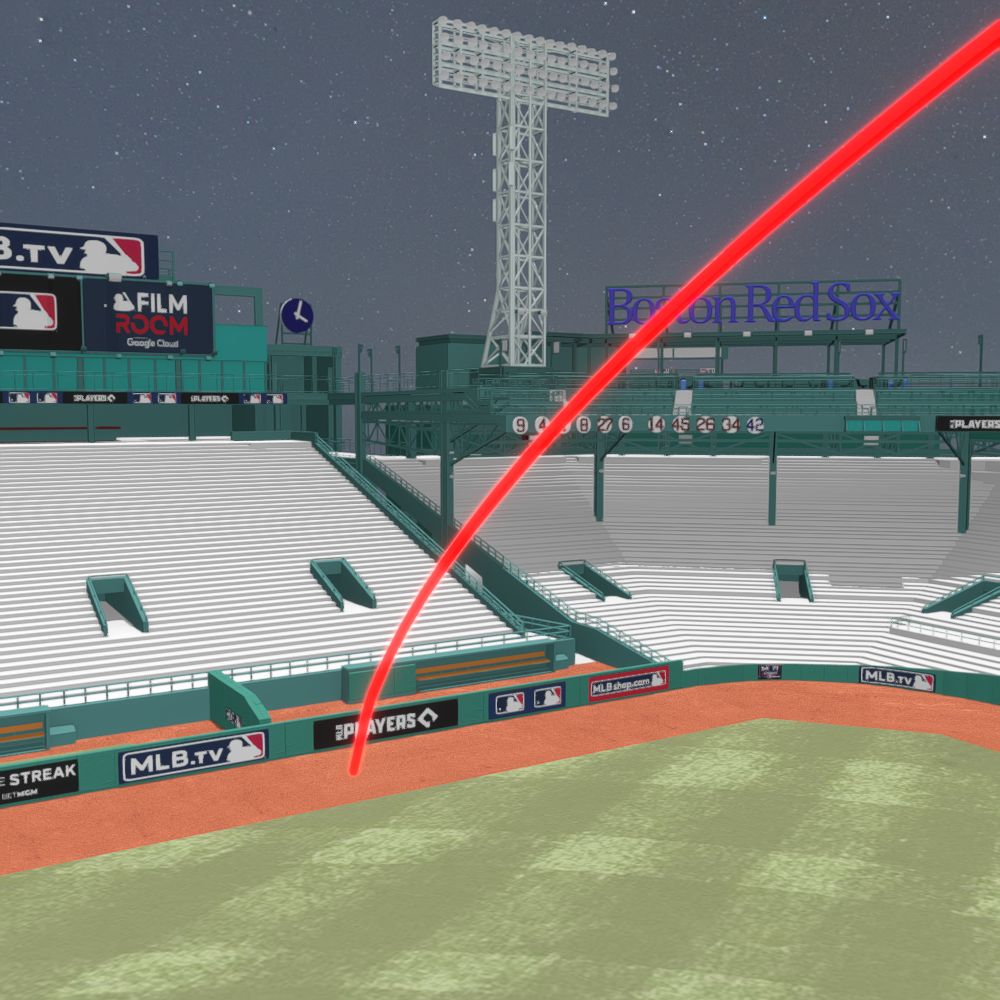 B.TV
FILM
ROOM
Google Cloud
Boston Red Sox
PLAYERS
PLAYERS
9 4 8 27 6 14 45 26 34 42
PLAYERS
MLB.TV
MLBshop.com
PLAYERS
MLB.TV
E STREAK
BETMGM